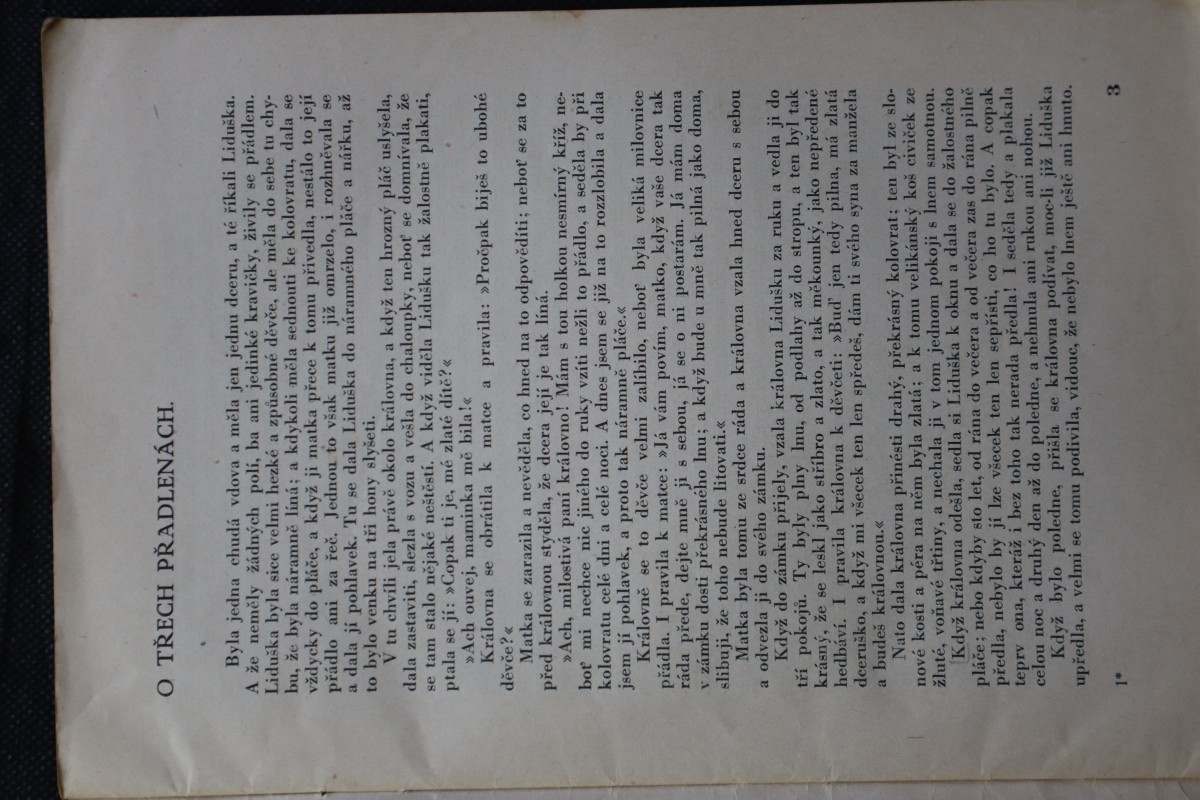 O TŘECH PŘADLENÁCH.
Byla jedna chudá vdova a měla jen jednu dceru, a té říkali Liduška.
A že neměly žádných polí, ba ani jedinké kravičky, živily se přádlem.
Liduška byla sice velmi hezké a způsobné děvče, ale měla do sebe tu chy-
bu, že byla náramně líná; a kdykoli měla sednouti ke kolovratu, dala se
vždycky do pláče, a když ji matka přece k tomu přivedla, nestálo to její
přádlo ani za řeč. Jednou to však matku již omrzelo, i rozhněvala se
a dala jí pohlavek. Tu se dala Liduška do náramného pláče a nářku, až
to bylo venku na tři hony slyšeti.
V tu chvíli jela právě okolo královna, a když ten hrozný pláč uslyšela,
dala zastaviti, slezla s vozu a vešla do chaloupky, neboť se domnívala, že
se tam stalo nějaké neštěstí. A když viděla Lidušku tak žalostně plakati,
ptala se jí: »Copak ti je, mé zlaté dítě?«
»Ach ouvej, maminka mě bila!«
Královna se obrátila k matce a pravila: »Pročpak biješ to ubohé
děvče?«
Matka se zarazila a nevěděla, co hned na to odpověděti; neboť se za to
před královnou styděla, že dcera její je tak líná.
»Ach, milostivá paní královno! Mám s tou holkou nesmírný kříž, ne-
boť mi nechce nic jiného do ruky vzíti nežli to přádlo, a seděla by při
kolovratu celé dni a celé noci. A dnes jsem se již na to rozzlobila a dala
jsem jí pohlavek, a proto tak náramně pláče.«
Královně se to děvče velmi zalíbilo, neboť byla veliká milovnice
přádla. I pravila k matce: »Já vám povím, matko, když vaše dcera tak
ráda přede, dejte mně ji s sebou, já se o ni postarám. Já mám doma
v zámku dosti překrásného lnu; a když bude u mně tak pilná jako doma,
slibuji, že toho nebude litovati.«
Matka byla tomu ze srdce ráda a královna vzala hned dceru s sebou
a odvezla ji do svého zámku.
Když do zámku přijely, vzala královna Lidušku za ruku a vedla ji do
tří pokojů. Ty byly plny lnu, od podlahy až do stropu, a ten byl tak
krásný, že se leskl jako stříbro a zlato, a tak měkounký, jako nepředené
hedbáví. I pravila královna k děvčeti: »Buď jen tedy pilna, má zlatá
dceruško, a když mi všecek ten len spředeš, dám ti svého syna za manžela
a budeš královnou.«
Nato dala královna přinésti drahý, překrásný kolovrat; ten byl ze slo-
nové kosti a péra na něm byla zlatá; a k tomu velikánský koš cíviček ze
žluté, voňavé třtiny, a nechala ji v tom jednom pokoji s lnem samotnou.
Když královna odešla, sedla si Liduška k oknu a dala se do žalostného
pláče; nebo kdyby sto let, od rána do večera a od večera zas do rána pilně
předla, nebylo by jí lze všecek ten len sepřísti, co ho tu bylo. A copak
teprv ona, kteráž i bez toho tak nerada předla! I seděla tedy a plakala
celou noc a druhý den až do poledne, a nehnula ani rukou ani nohou.
Když bylo poledne, přišla se královna podívat, moc-li již Liduška
upředla, a velmi se tomu podivila, vidouc, že nebylo lnem ještě ani hnuto.
1*
3